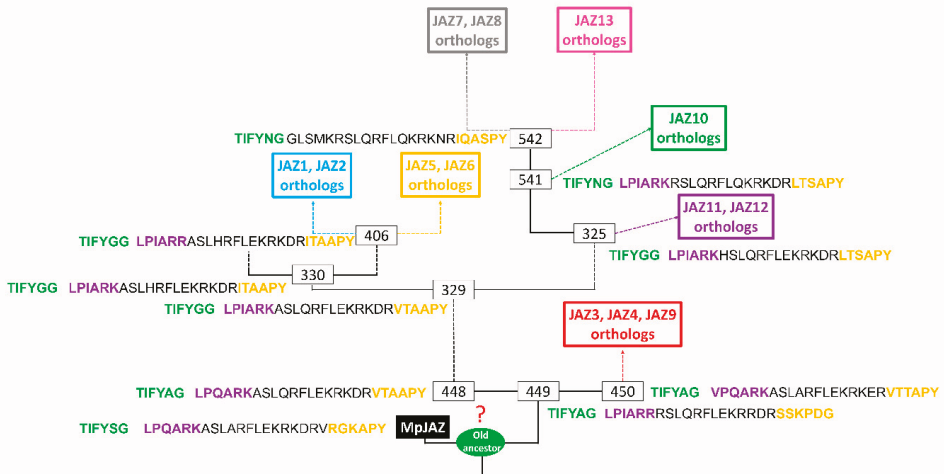 JAZ7, JAZ8
orthologs
JAZ13
orthologs
TIFYNG GLSMKRSLQRFLQKRKNRIQASPY 542
JAZ10
orthologs
JAZ1, JAZ2
orthologs
JAZ5, JAZ6
orthologs
541 TIFYNG LPIARKRSLQRFLQKRKDRLTSAPY
JAZ11, JAZ12
orthologs
TIFYGG LPIARRASLHRFLEKRKDRITAAPY 406
325
TIFYGG LPIARKHSLQRFLEKRKDRLTSAPY
330
TIFYGG LPIARKASLHRFLEKRKDRITAAPY
329
TIFYGG LPIARKASLQRFLEKRKDRVTAAPY
JAZ3, JAZ4, JAZ9
orthologs
TIFYAG LPQARKASLQRFLEKRKDRVTAAPY 448 449 450 TIFYAG VPQARKASLARFLEKRKERVTTAPY
TIFYAG LPIARRRSLQRFLEKRRDRSSKPDG
?
TIFYSG LPQARKASLARFLEKRKDRVRGKAPY MpJAZ
Old
ancestor